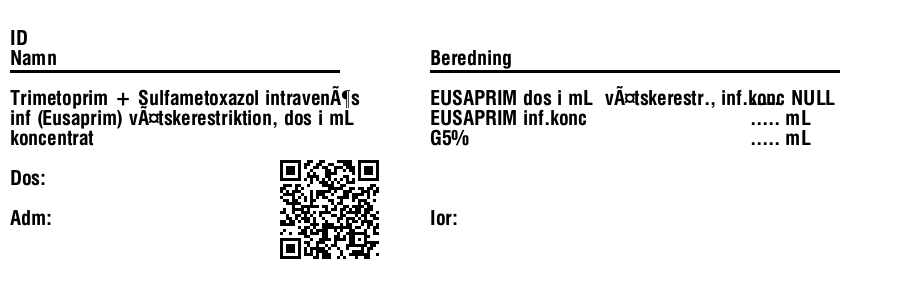 ID
Namn
Trimetoprim + Sulfametoxazol intravenÃ¶s
inf (Eusaprim) vÃ¤tskerestriktion, dos i mL
koncentrat
Dos:
Adm:
Beredning
EUSAPRIM dos i mL vÃ¤tskerestr., inf.konc NULL
EUSAPRIM inf.konc ..... mL
G5% ..... mL
Ior: